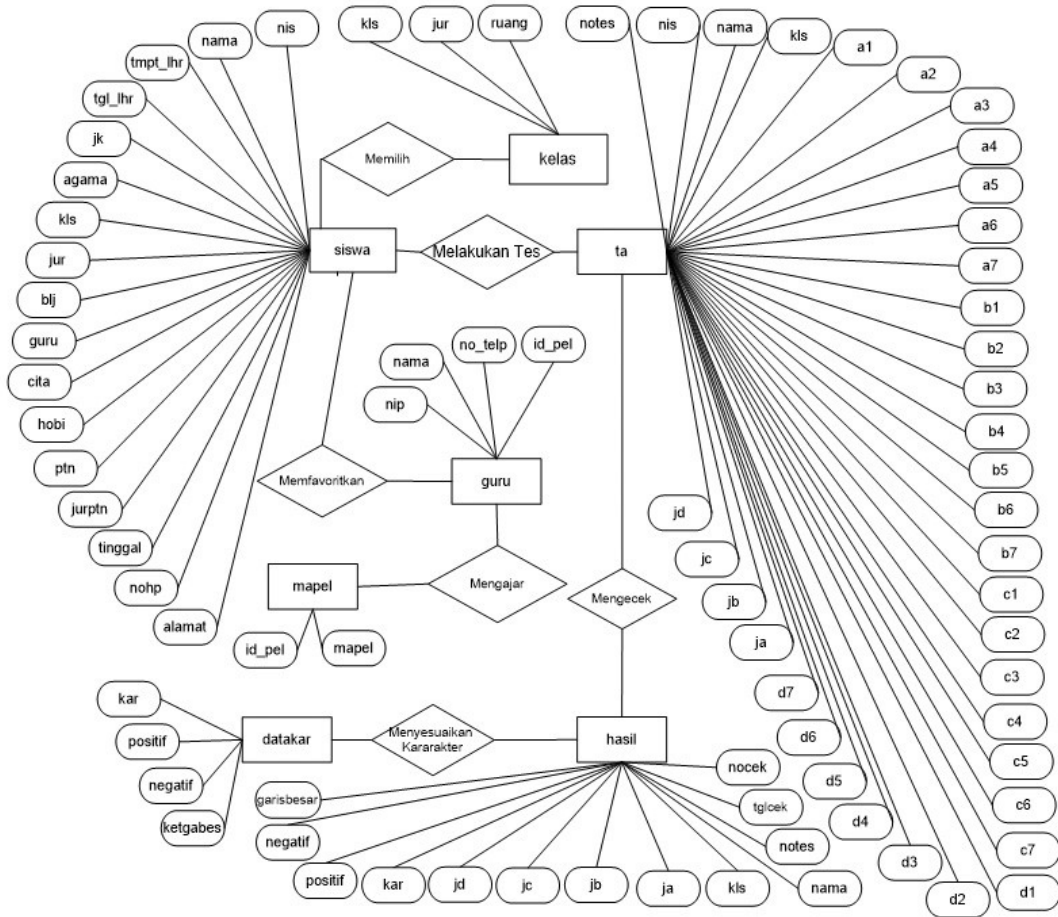 nis
nama
tmpt_lhr
tgl_lhr
jk
agama
kls
jur
blj
guru
cita
hobi
ptn
jurptn
tinggal
nohp
alamat
siswa
kls
jur
ruang
Memilih
kelas
Melakukan Tes
ta
notes
nis
nama
kls
a1
a2
a3
a4
a5
a6
a7
b1
b2
b3
b4
b5
b6
b7
c1
c2
c3
c4
c5
c6
c7
d1
d2
d3
d4
d5
d6
d7
ja
jb
jc
jd
nip
nama
no_telp
id_pel
Memfavoritkan
guru
Mengajar
mapel
id_pel
mapel
Mengecek
kar
positif
negatif
ketgabes
datakar
Menyesuaikan
Kararakter
hasil
nocek
tglcek
notes
nama
kls
ja
jb
jc
jd
kar
positif
negatif
garisbesar